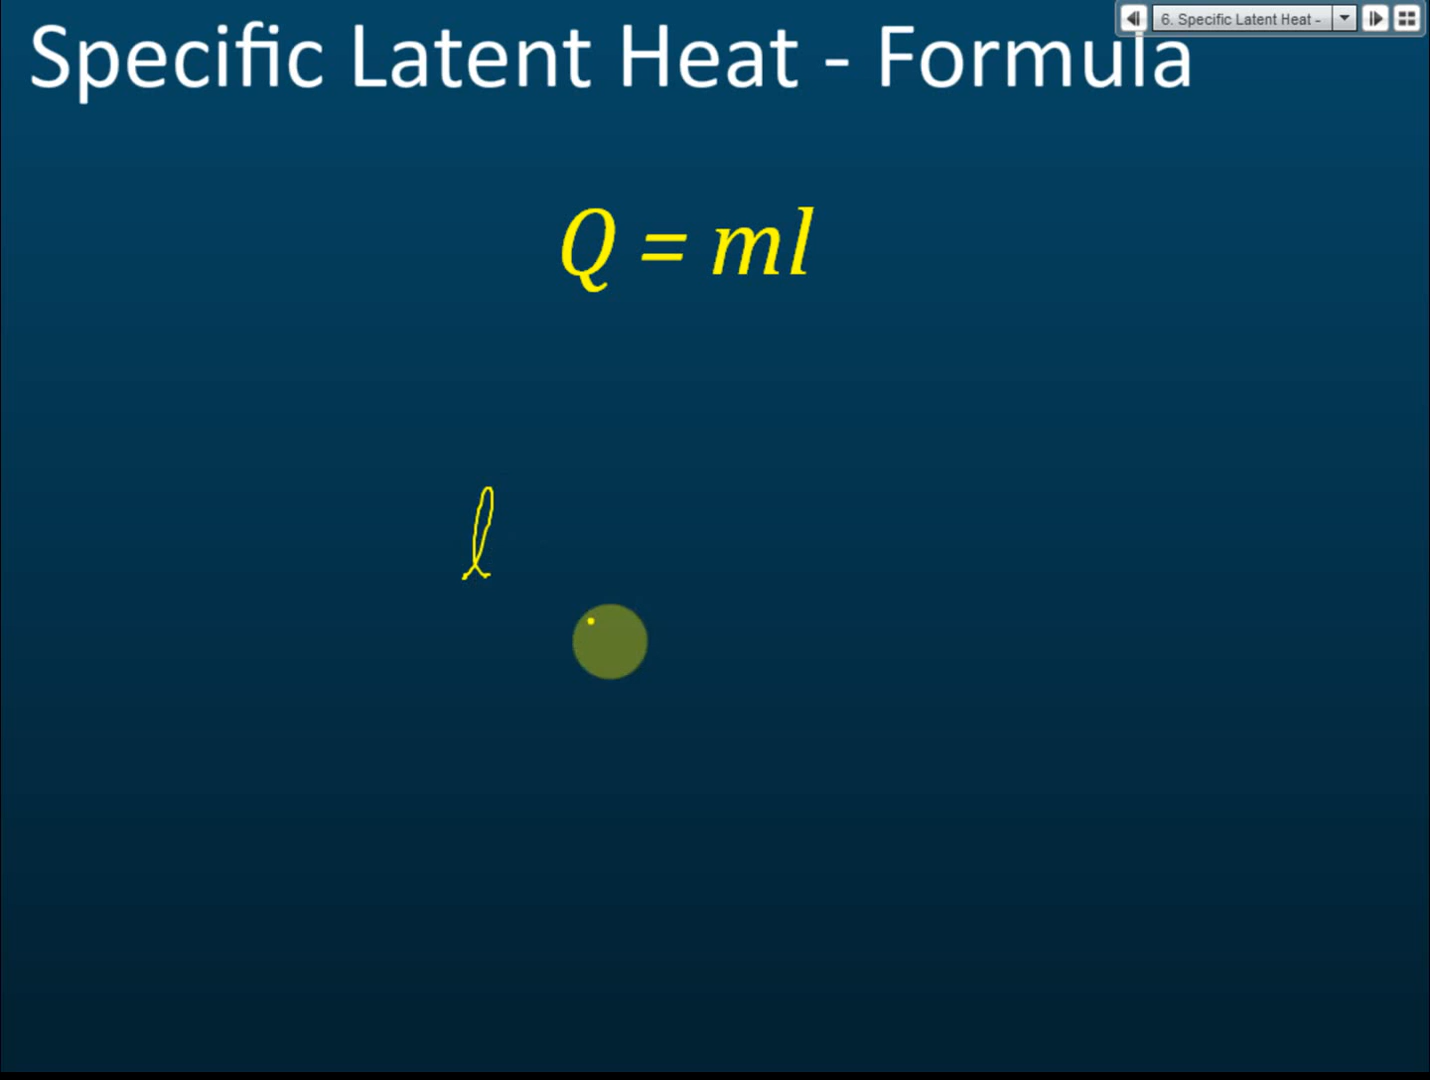 6. Specific Latent Heat -
Specific Latent Heat - Formula
Q = ml
l